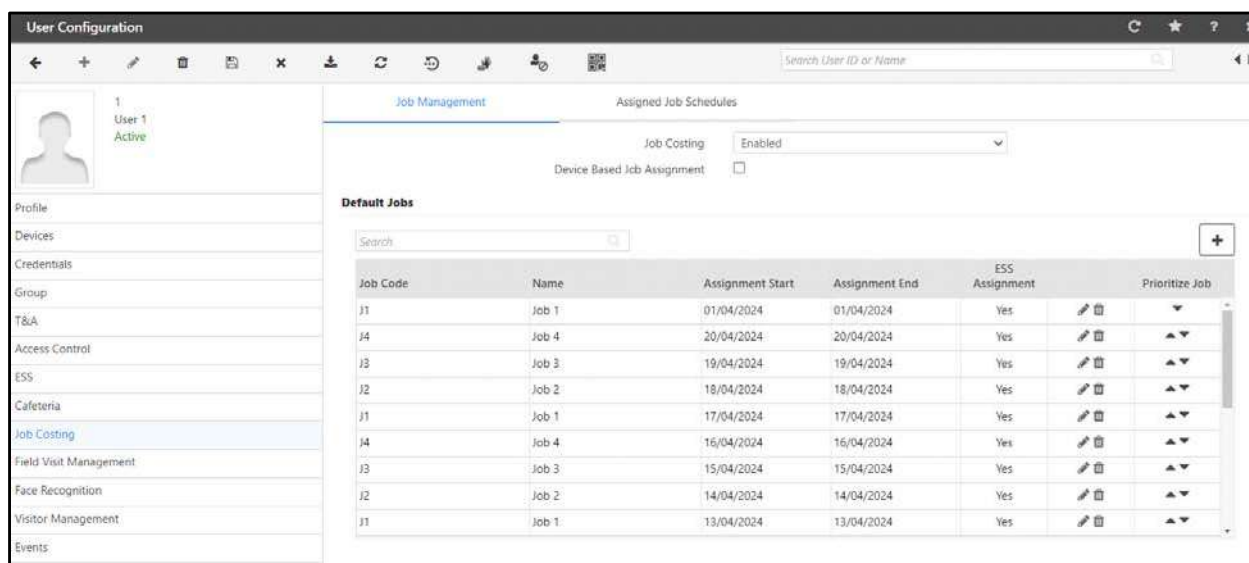 User Configuration
?
Search User ID or Name
1
User 1
Active
Job Management Assigned Job Schedules
Job Costing Enabled
Device Based Job Assignment
Profile
Devices
Credentials
Group
T&A
Access Control
ESS
Cafeteria
Job Costing
Field Visit Management
Face Recognition
Visitor Management
Events
Default Jobs
Search
Job Code Name Assignment Start Assignment End ESS Assignment Prioritize Job
J1 Job 1 01/04/2024 01/04/2024 Yes
J4 Job 4 20/04/2024 20/04/2024 Yes
J3 Job 3 19/04/2024 19/04/2024 Yes
J2 Job 2 18/04/2024 18/04/2024 Yes
J1 Job 1 17/04/2024 17/04/2024 Yes
J4 Job 4 16/04/2024 16/04/2024 Yes
J3 Job 3 15/04/2024 15/04/2024 Yes
J2 Job 2 14/04/2024 14/04/2024 Yes
J1 Job 1 13/04/2024 13/04/2024 Yes